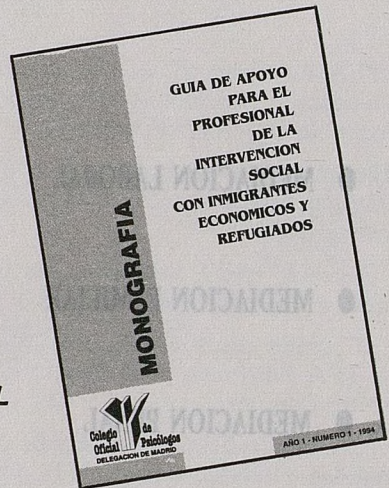 GUIA DE APOYO
PARA EL
PROFESIONAL
DE LA
INTERVENCION
SOCIAL
CON INMIGRANTES
ECONOMICOS Y
REFUGIADOS
MONOGRAFIA
Colegio de
Oficial Psicólogos
DELEGACION DE MADRID
AÑO 1 - NUMERO 1 - 1994
MEDIACION
MEDIACION
MEDIACION